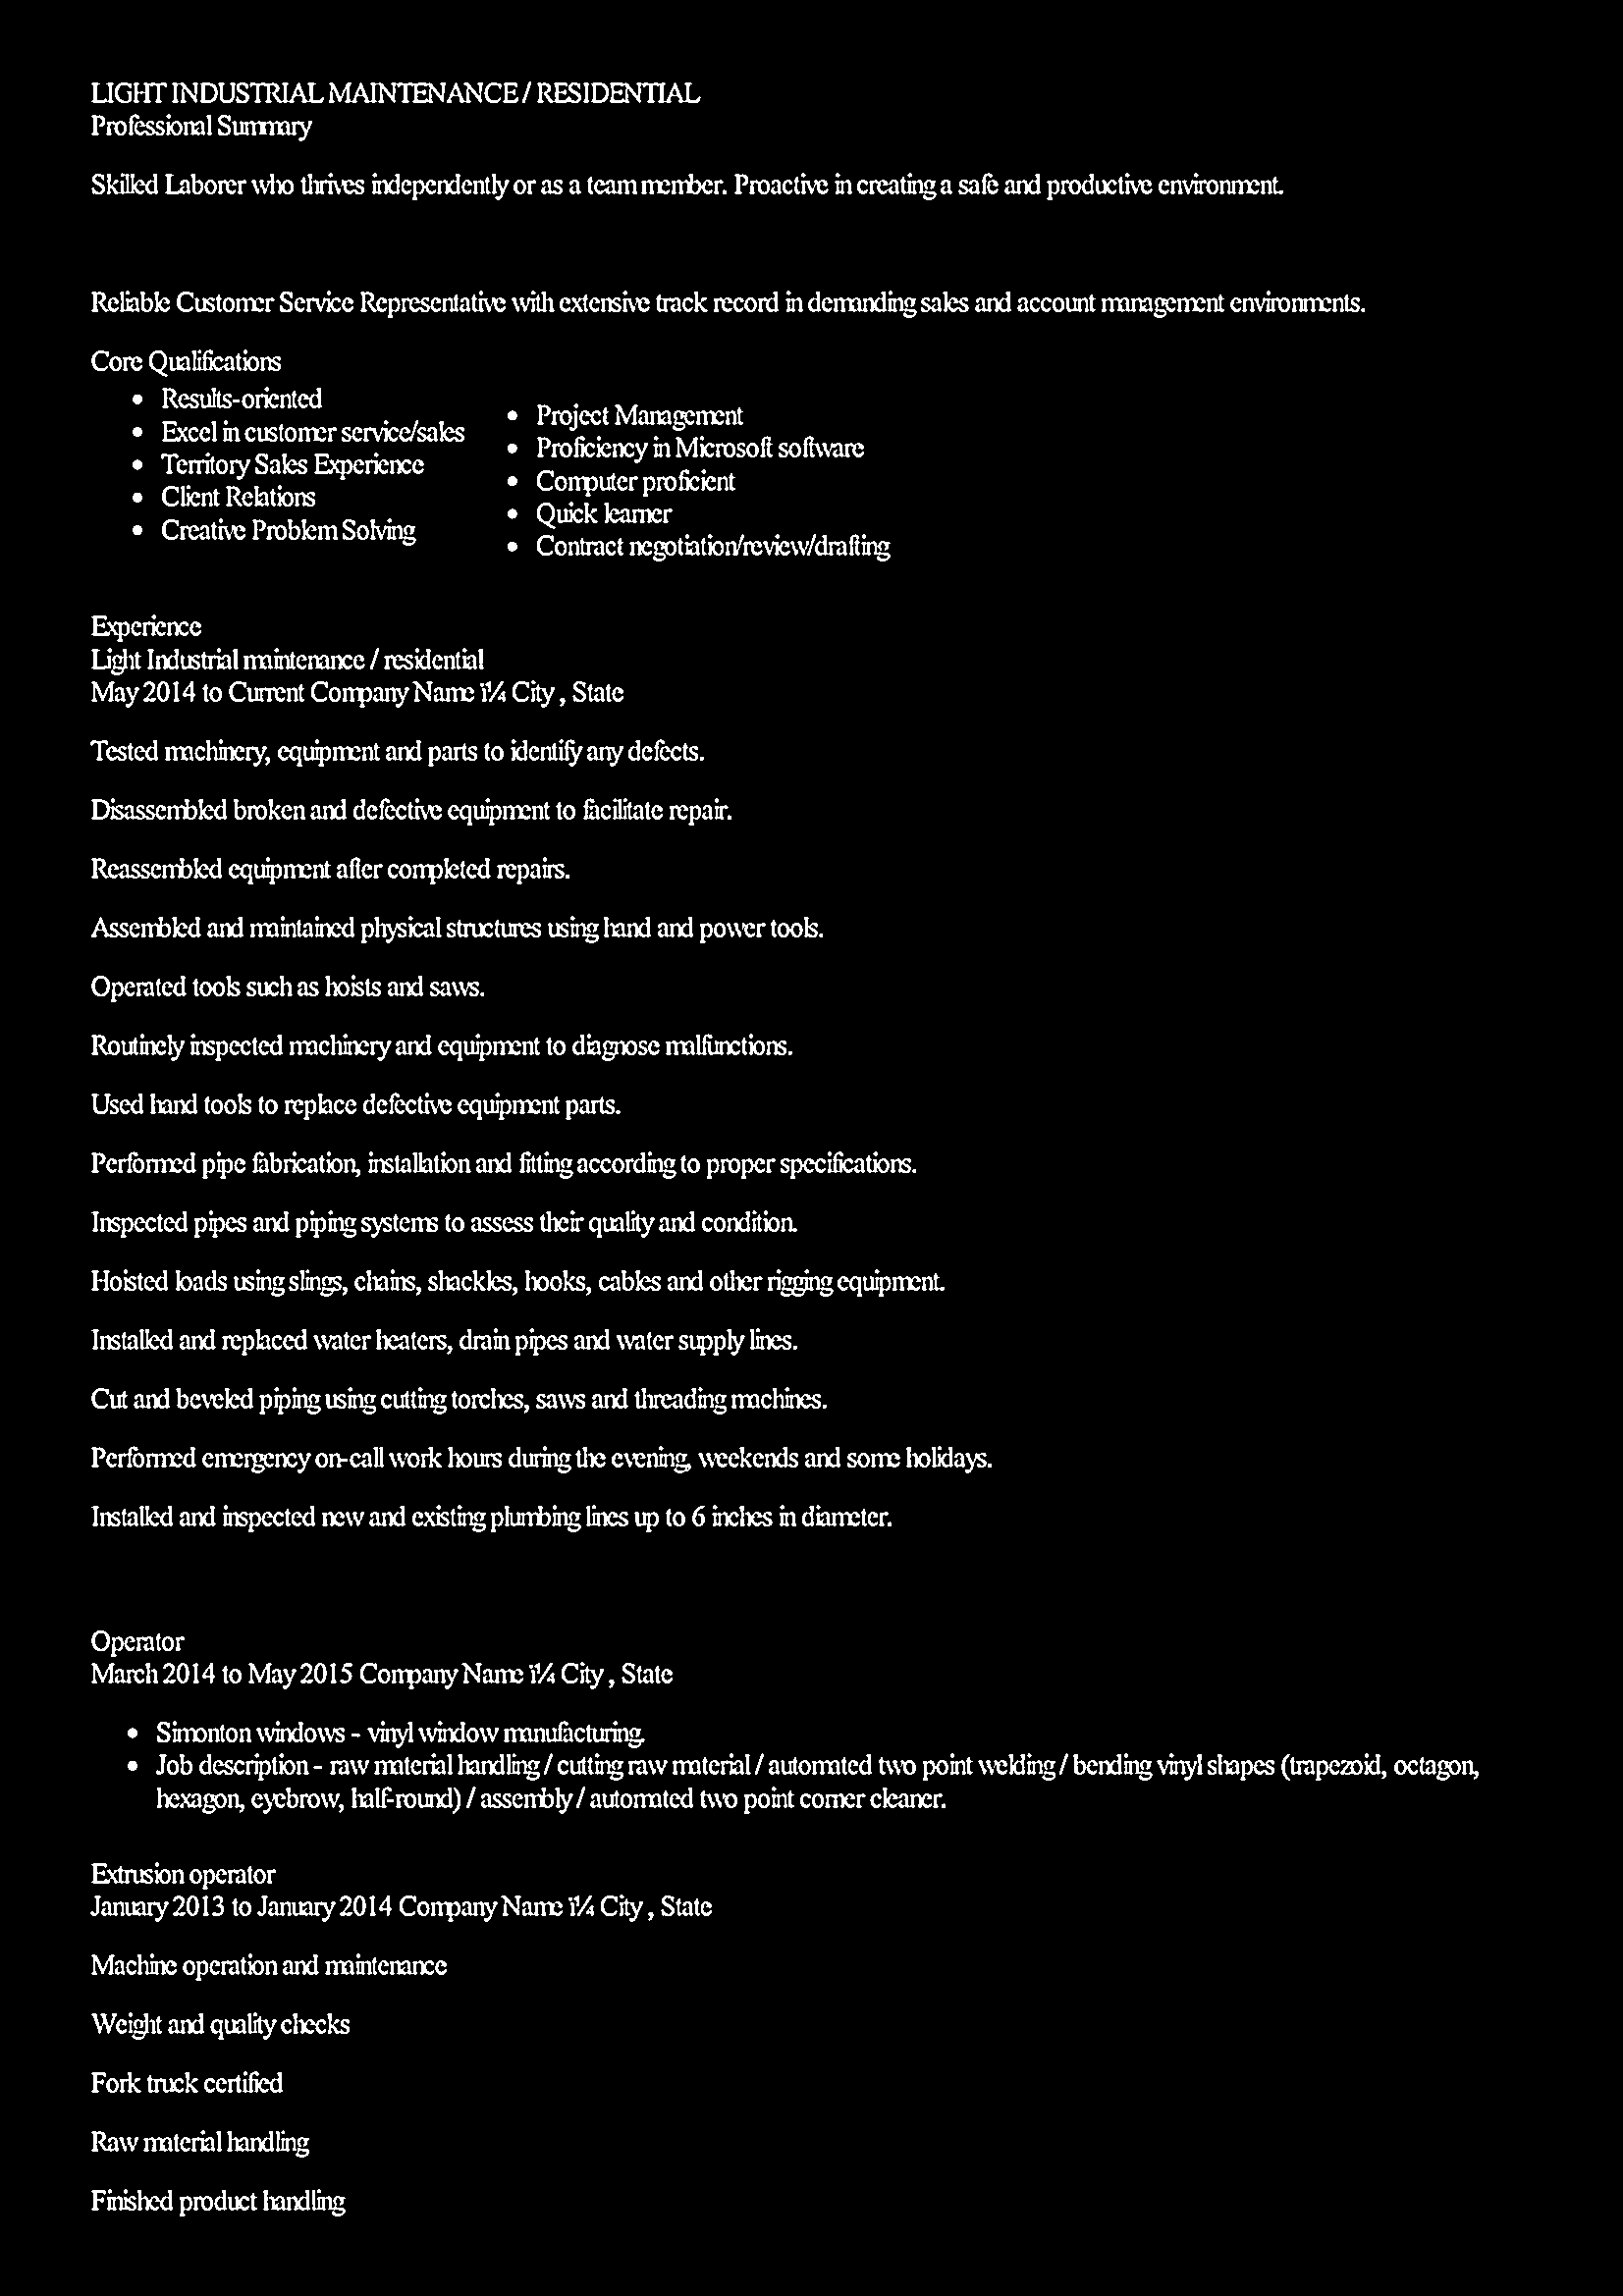 LIGHT INDUSTRIAL MAINTENANCE / RESIDENTIAL
Professional Summary
Skilled Laborer who thrives independently or as a team member. Proactive in creating a safe and productive environment.
Reliable Customer Service Representative with extensive track record in demanding sales and account management environments.
Core Qualifications
• Results-oriented
• Excel in customer service/sales
• Territory Sales Experience
• Client Relations
• Creative Problem Solving
• Project Management
• Proficiency in Microsoft software
• Computer proficient
• Quick learner
• Contract negotiation/review/drafting
Experience
Light Industrial maintenance / residential
May 2014 to Current Company Name ï¼ City , State
Tested machinery, equipment and parts to identify any defects.
Disassembled broken and defective equipment to facilitate repair.
Reassembled equipment after completed repairs.
Assembled and maintained physical structures using hand and power tools.
Operated tools such as hoists and saws.
Routinely inspected machinery and equipment to diagnose malfunctions.
Used hand tools to replace defective equipment parts.
Performed pipe fabrication, installation and fitting according to proper specifications.
Inspected pipes and piping systems to assess their quality and condition.
Hoisted loads using slings, chains, shackles, hooks, cables and other rigging equipment.
Installed and replaced water heaters, drain pipes and water supply lines.
Cut and beveled piping using cutting torches, saws and threading machines.
Performed emergency on-call work hours during the evening, weekends and some holidays.
Installed and inspected new and existing plumbing lines up to 6 inches in diameter.
Operator
March 2014 to May 2015 Company Name ï¼ City , State
• Simonton windows - vinyl window manufacturing.
• Job description - raw material handling / cutting raw material / automated two point welding / bending vinyl shapes (trapezoid, octagon,
hexagon, eyebrow, half-round) / assembly / automated two point corner cleaner.
Extrusion operator
January 2013 to January 2014 Company Name ï¼ City , State
Machine operation and maintenance
Weight and quality checks
Fork truck certified
Raw material handling
Finished product handling